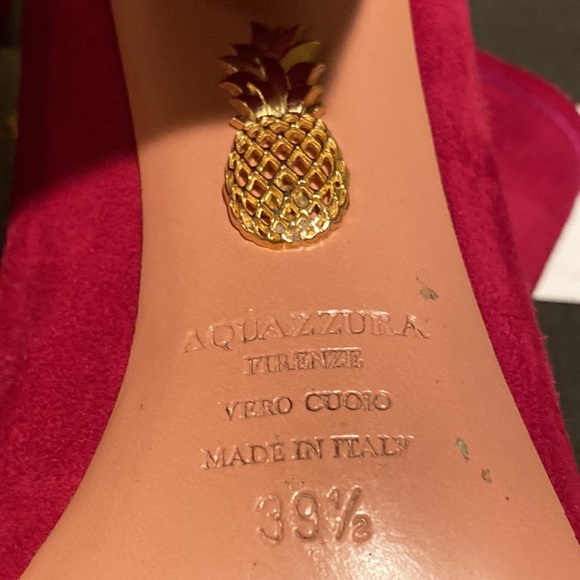 AQUAZZURA
FIRENZE
VERO CUOIO
MADE IN ITALY
39½